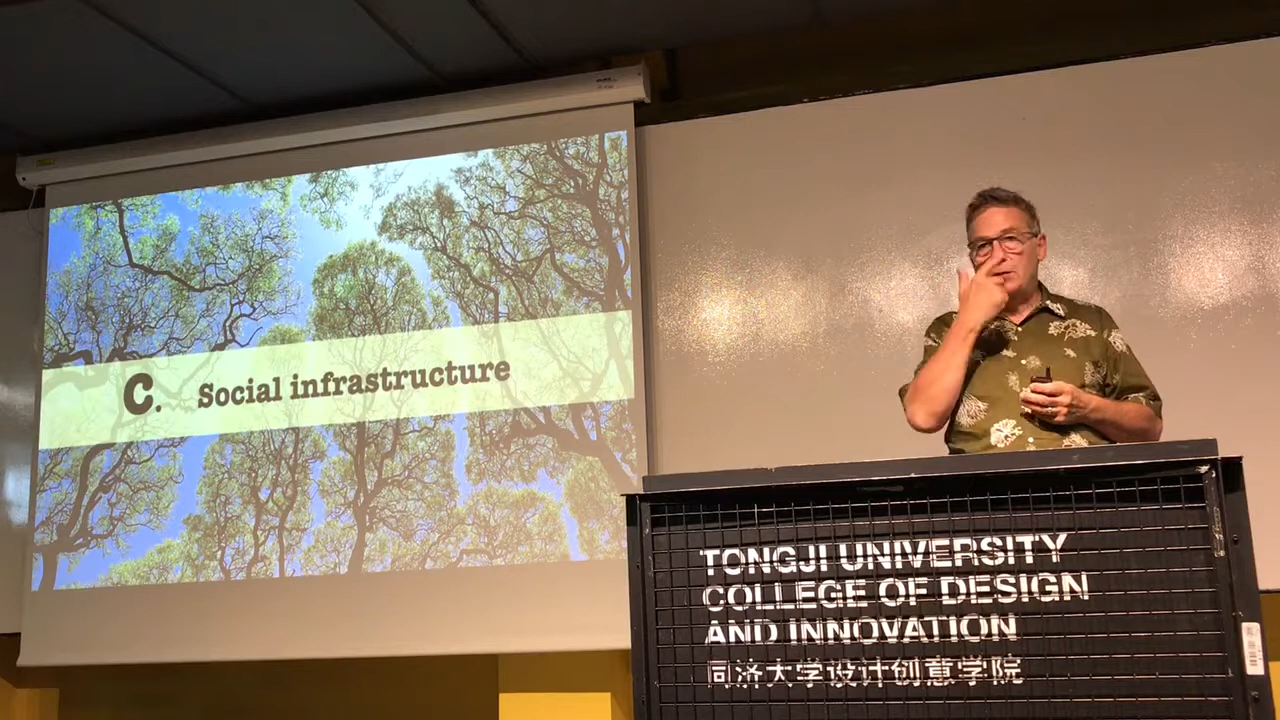 C. Social infrastructure
TONGJI UNIVERSITY
COLLEGE OF DESIGN
AND INNOVATION
同济大学设计创意学院